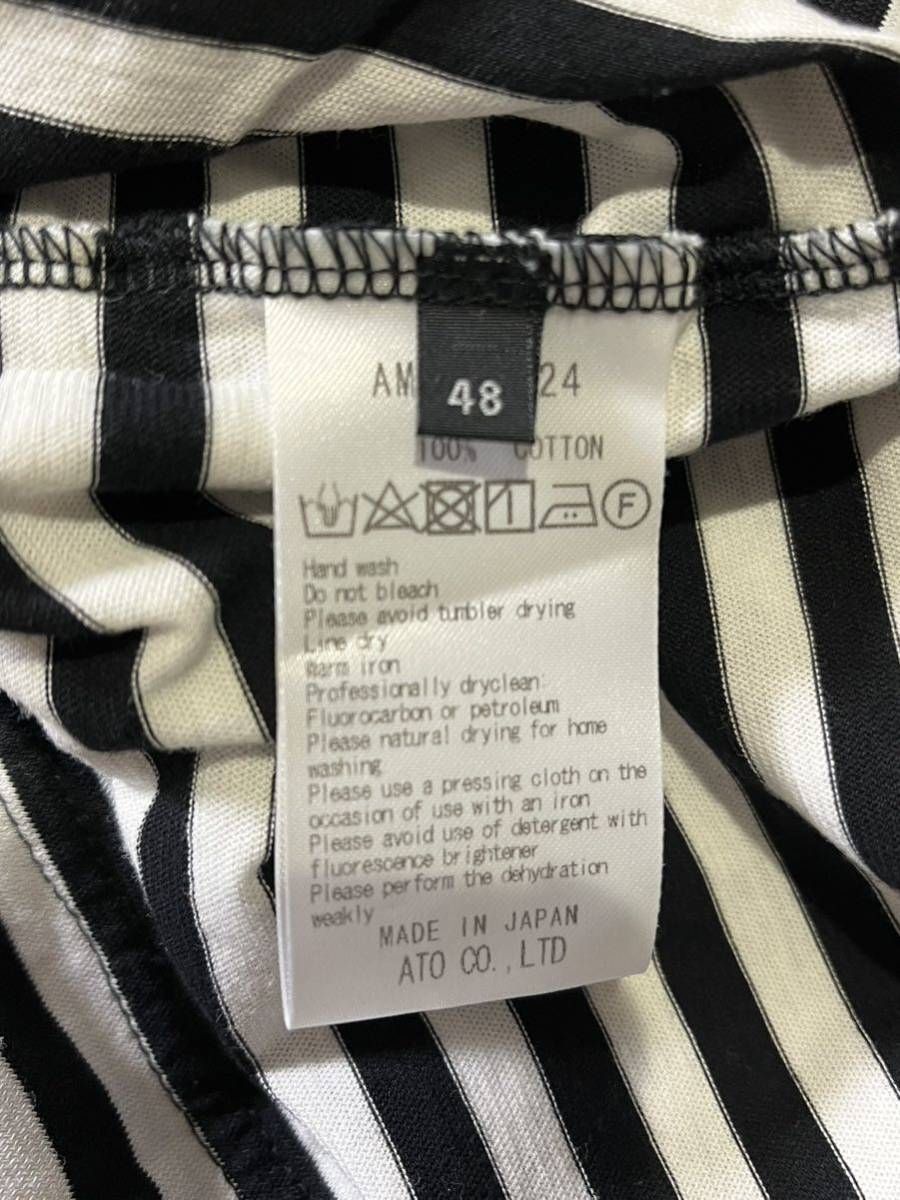 AM 24
48
100% COTTON
F
Hand wash
Do not bleach
Please avoid tumbler drying
Line dry
Warm iron
Professionally dryclean:
Fluorocarbon or petroleum
Please natural drying for home
washing
Please use a pressing cloth on the
occasion of use with an iron
Please avoid use of detergent with
fluorescence brightener
Please perform the dehydration
weakly
MADE IN JAPAN
ATO CO.,LTD